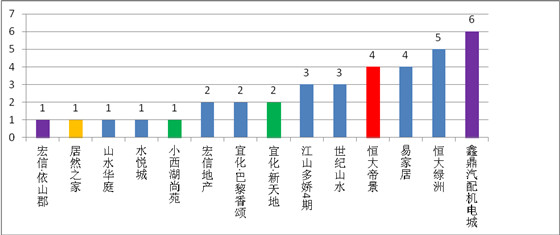 7
6
5
4
3
2
1
0
1
1
1
1
1
2
2
2
3
3
4
4
5
6
宏信·依山郡
居然之家
山水华庭
水悦城
小西湖尚苑
宏信地产
宜化·巴黎香颂
宜化·新天地
江山多娇4期
世纪山水
恒大帝景
易家居
恒大绿洲
鑫鼎汽配机电城